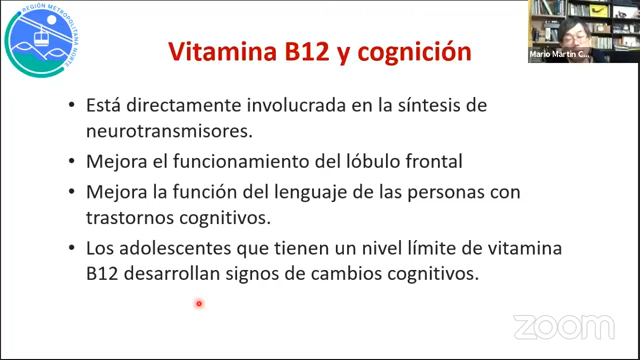 REGIÓN METROPOLITANA NORTE
Vitamina B12 y cognición
Mario Martin C...
• Está directamente involucrada en la síntesis de
neurotransmisores.
• Mejora el funcionamiento del lóbulo frontal
• Mejora la función del lenguaje de las personas con
trastornos cognitivos.
• Los adolescentes que tienen un nivel límite de vitamina
B12 desarrollan signos de cambios cognitivos.
zoom